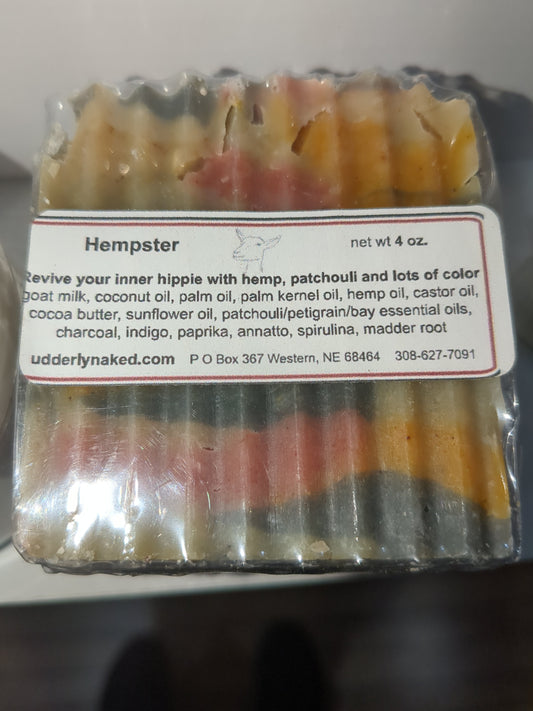 Hempster net wt 4 oz.
Revive your inner hippie with hemp, patchouli and lots of color
goat milk, coconut oil, palm oil, palm kernel oil, hemp oil, castor oil,
cocoa butter, sunflower oil, patchouli/petigrain/bay essential oils,
charcoal, indigo, paprika, annatto, spirulina, madder root
udderlynaked.com P O Box 367 Western, NE 68464 308-627-7091